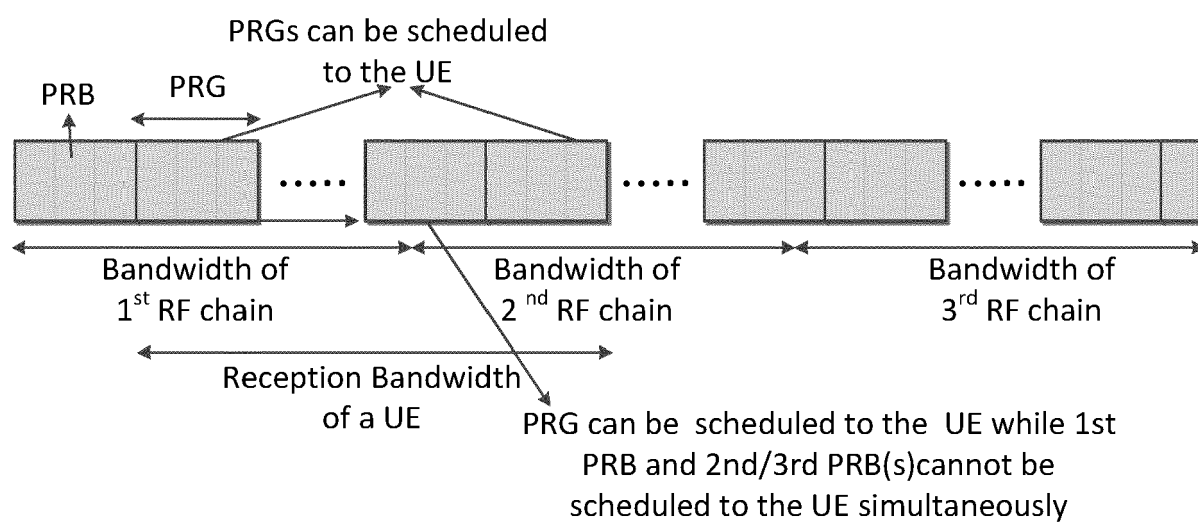 PRGs can be scheduled
to the UE
PRB
PRG
Bandwidth of
1st RF chain
Bandwidth of
2 nd RF chain
Bandwidth of
3rd RF chain
Reception Bandwidth
of a UE
PRG can be scheduled to the UE while 1st
PRB and 2nd/3rd PRB(s)cannot be
scheduled to the UE simultaneously